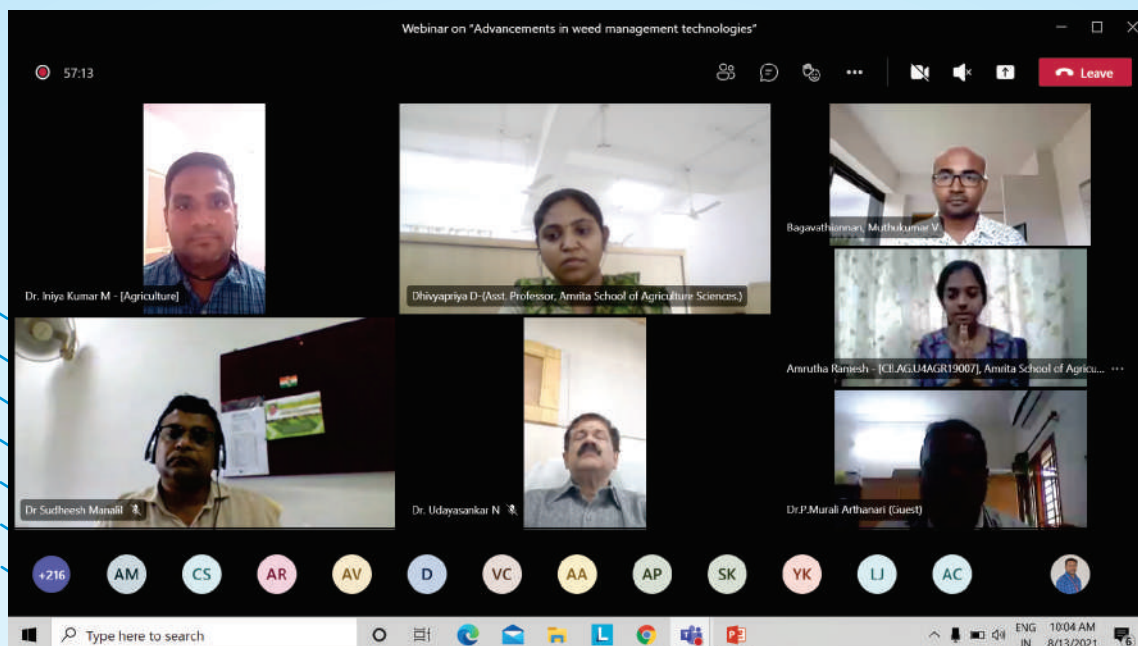 Webinar on "Advancements in weed management technologies"
57:13
Leave
Dr. Iniya Kumar M - [Agriculture]
Dhivyapriya D-(Asst. Professor, Amrita School of Agriculture Sciences.)
Bagavathiannan, Muthukumar V
Amrutha Ramesh - [CB.AG.U4AGR19007], Amrita School of Agricu... ...
Dr Sudheesh Manalil
Dr. Udayasankar N
Dr.P.Murali Arthanari (Guest)
+216 AM CS AR AV D VC AA AP SK YK LJ AC
Type here to search
ENG 10:04 AM
IN 8/13/2021
6